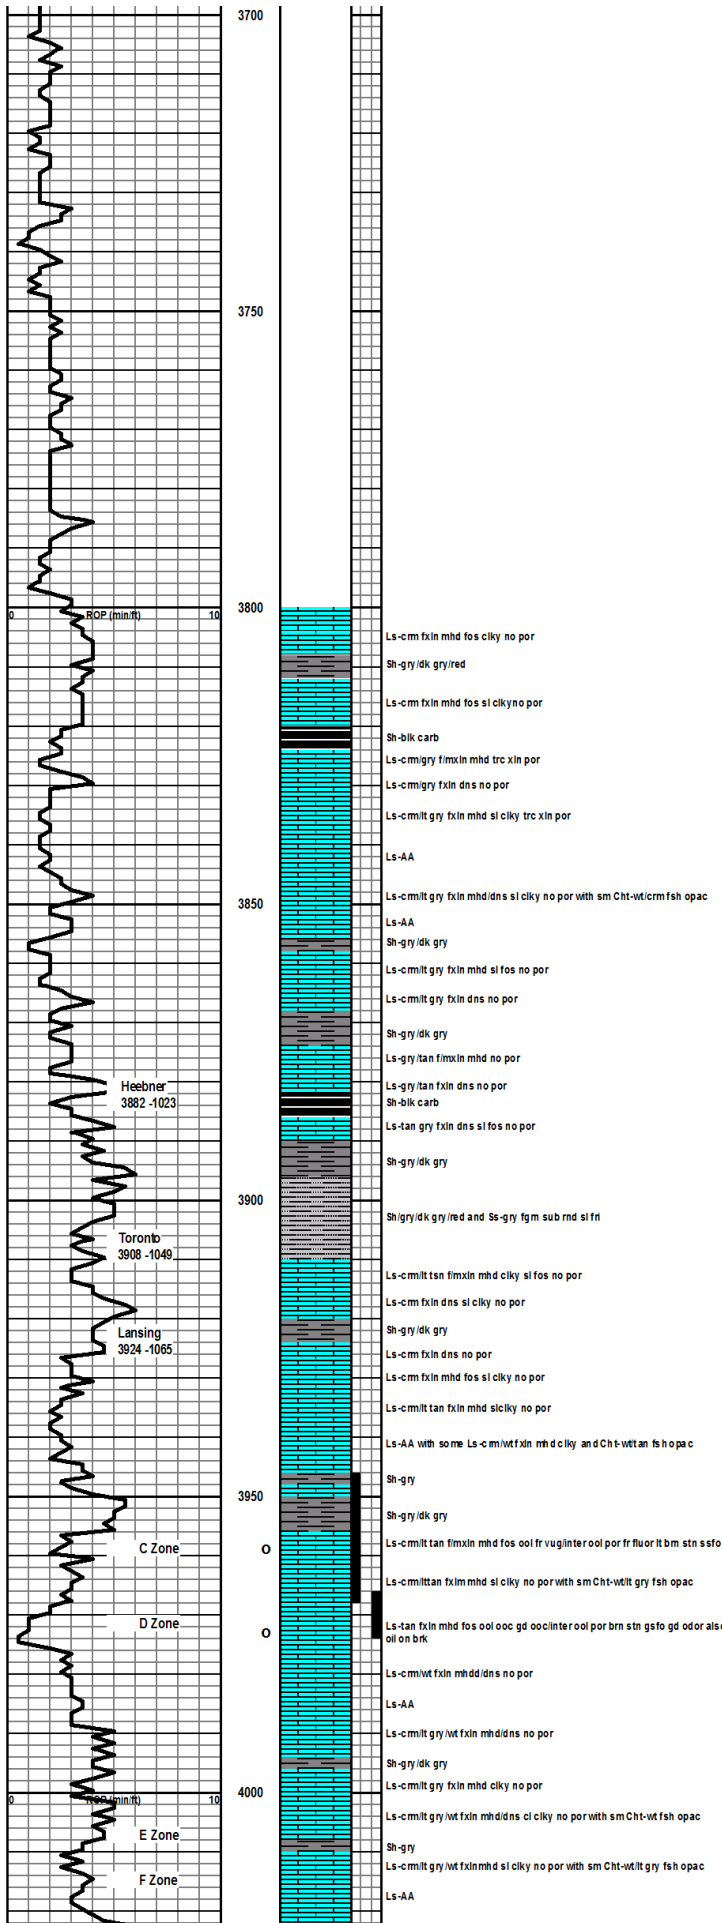 3700
3750
0 ROP (min/ft) 10
3800
Ls-crm fxln mhd fos clky no por
Sh-gry/dk gry/red
Ls-crm fxln mhd fos sl clky no por
Sh-blk carb
Ls-crm/gry f/mxln mhd trc xln por
Ls-crm/gry fxln dns no por
Ls-crm/lt gry fxln mhd sl clky trc xln por
Ls-AA
Ls-crm/lt gry fxln mhd/dns sl clky no por with sm Cht-wt/crm fsh opac
3850
Ls-AA
Sh-gry/dk gry
Ls-crm/lt gry fxln mhd sl fos no por
Ls-crm/lt gry fxln dns no por
Sh-gry/dk gry
Ls-gry/tan f/mxln mhd no por
Ls-gry/tan fxln dns no por
Heebner
3882 -1023
Sh-blk carb
Ls-tan gry fxln dns sl fos no por
Sh-gry/dk gry
3900
Sh/gry/dk gry/red and Ss-gry fgrn sub rnd sl fri
Toronto
3908 -1049
Ls-crm/lt tsn f/mxln mhd clky sl fos no por
Ls-crm fxln dns sl clky no por
Sh-gry/dk gry
Lansing
3924 -1065
Ls-crm fxln dns no por
Ls-crm fxln mhd fos sl clky no por
Ls-crm/lt tan fxln mhd slclky no por
Ls-AA with some Ls-crm/wt fxln mhd clky and Cht-wt/tan fsh opac
Sh-gry
3950
Sh-gry/dk gry
C Zone
O
Ls-crm/lt tan f/mxln mhd fos ool fr vug/inter ool por fr fluor lt brn stn ssfo
Ls-crm/lttan fxlm mhd sl clky no por with sm Cht-wt/lt gry fsh opac
D Zone
O
Ls-tan fxln mhd fos ool ooc gd ooc/inter ool por brn stn gsfo gd odor also
oil on brk
Ls-crm/wt fxln mhdd/dns no por
Ls-AA
Ls-crm/lt gry/wt fxln mhd/dns no por
Sh-gry/dk gry
Ls-crm/lt gry fxln mhd clky no por
4000
0 ROP (min/ft) 10
Ls-crm/lt gry/wt fxln mhd/dns cl clky no por with sm Cht-wt fsh opac
E Zone
Sh-gry
Ls-crm/lt gry/wt fxlnmhd sl clky no por with sm Cht-wt/lt gry fsh opac
F Zone
Ls-AA